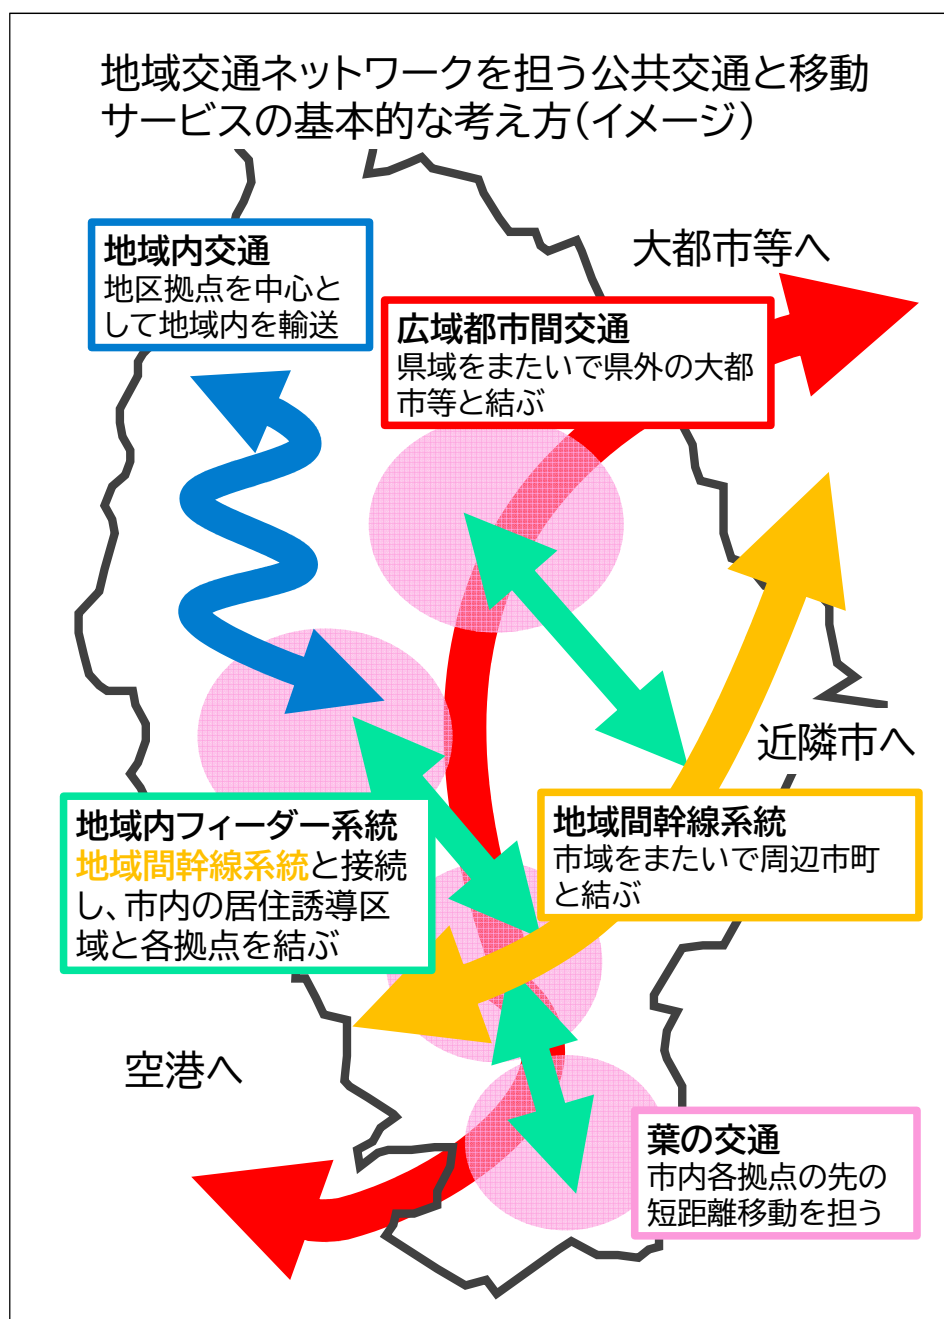 地域交通ネットワークを担う公共交通と移動
サービスの基本的な考え方(イメージ)
地域内交通
地区拠点を中心と
して地域内を輸送
大都市等へ
広域都市間交通
県域をまたいで県外の大都
市等と結ぶ
近隣市へ
地域内フィーダー系統
地域間幹線系統と接続
し、市内の居住誘導区
域と各拠点を結ぶ
地域間幹線系統
市域をまたいで周辺市町
と結ぶ
空港へ
葉の交通
市内各拠点の先の
短距離移動を担う